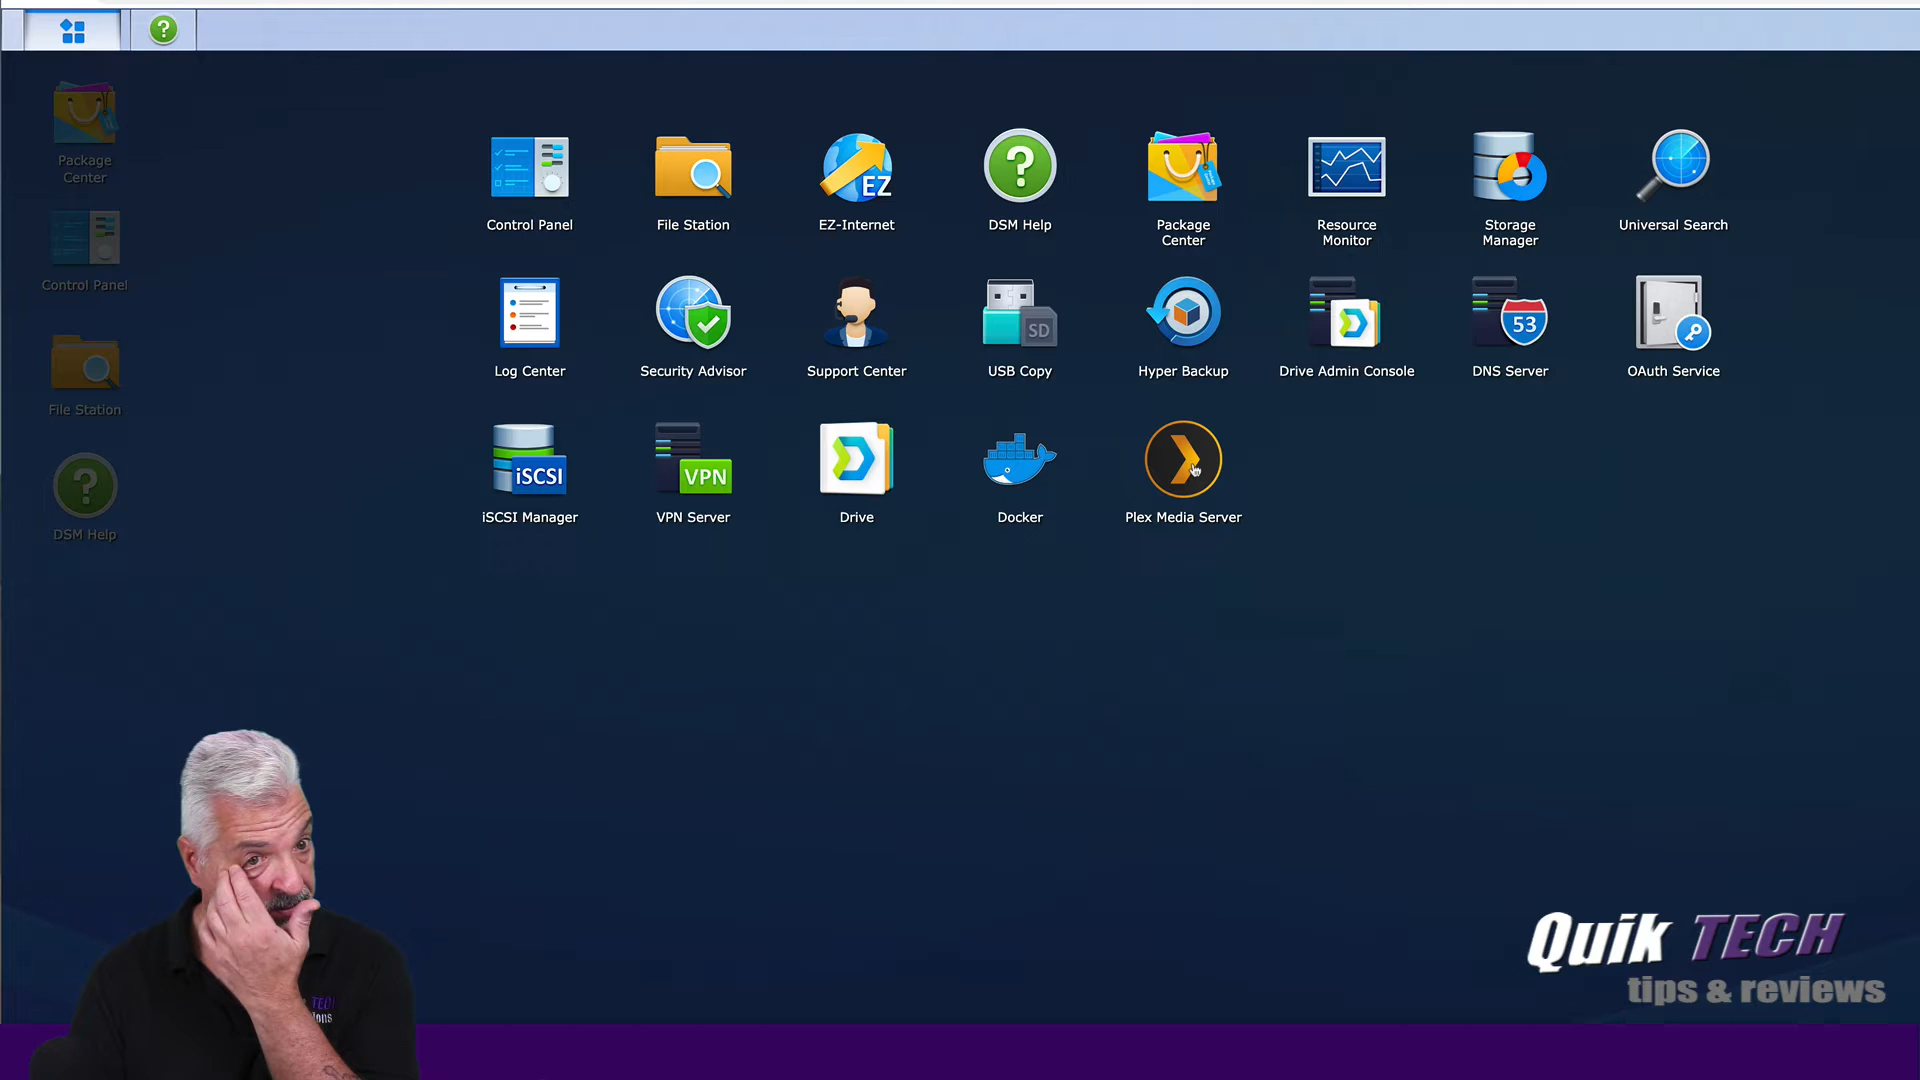 Package
Center
Control Panel
File Station
DSM Help
Control Panel
File Station
EZ
EZ-Internet
DSM Help
Package
Center
Resource
Monitor
Storage
Manager
Universal Search
Log Center
Security Advisor
Support Center
SD
USB Copy
Hyper Backup
Drive Admin Console
53
DNS Server
OAuth Service
iSCSI
iSCSI Manager
VPN
VPN Server
Drive
Docker
Plex Media Server
Quik TECH
tips & reviews